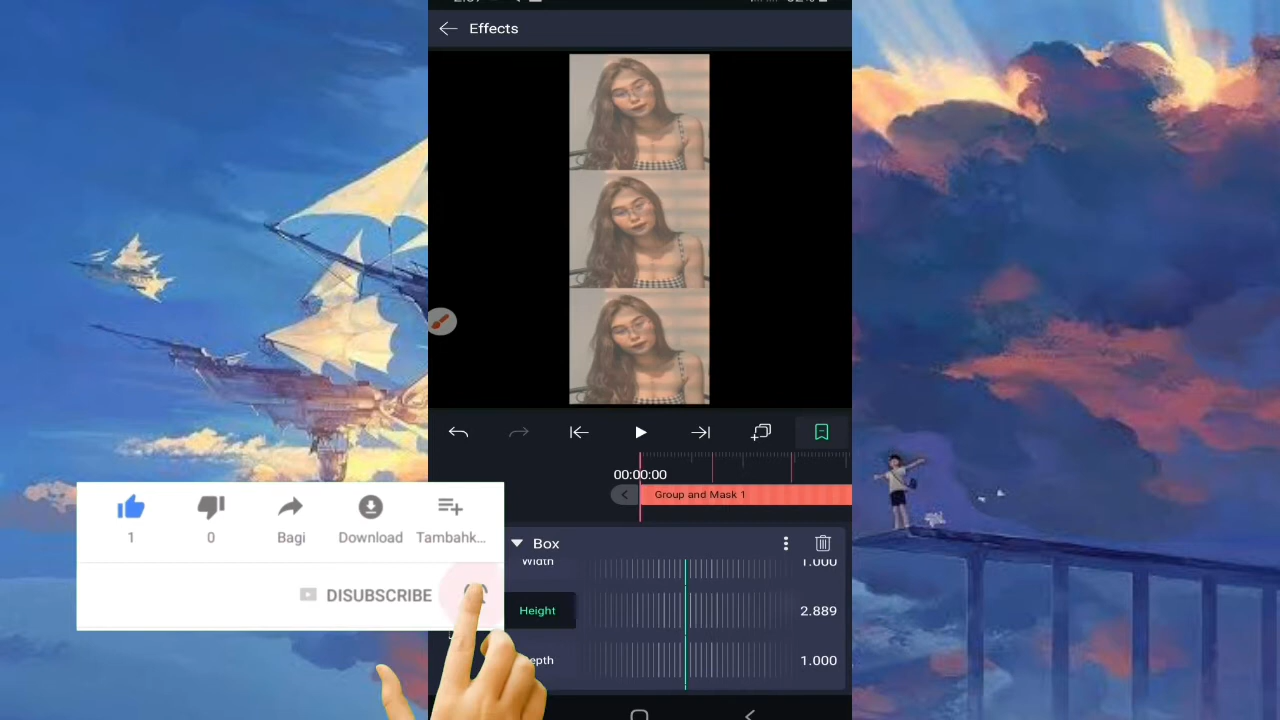 Effects
00:00:00
Group and Mask 1
Box
Width 1.000
Height 2.889
Depth 1.000
1 0 Bagi Download Tambahk...
DISUBSCRIBE